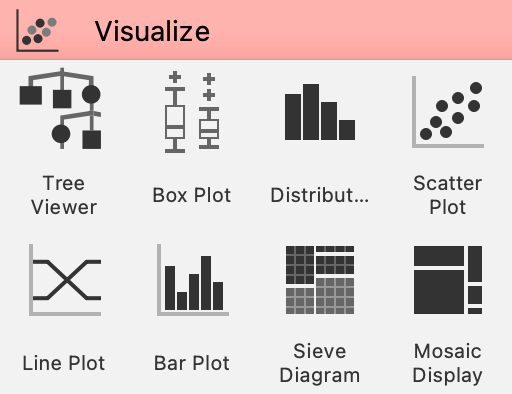 Visualize
Tree
Viewer
Box Plot
Distribut...
Scatter
Plot
Line Plot
Bar Plot
Sieve
Diagram
Mosaic
Display